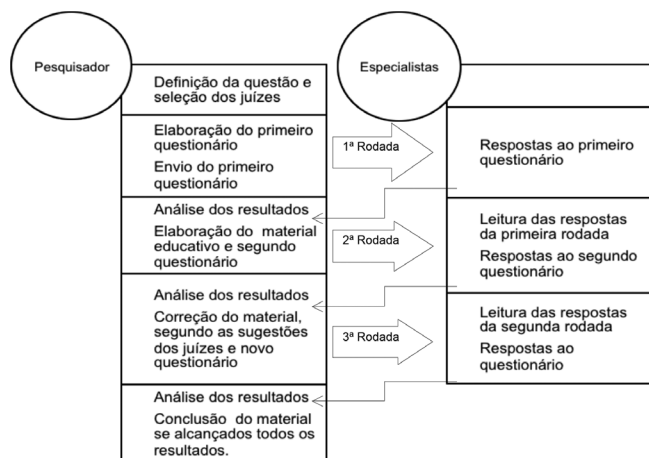 Pesquisador
Definição da questão e
seleção dos juízes
Elaboração do primeiro
questionário
Envio do primeiro
questionário
Análise dos resultados
Elaboração do material
educativo e segundo
questionário
Análise dos resultados
Correção do material,
segundo as sugestões
dos juízes e novo
questionário
Análise dos resultados
Conclusão do material
se alcançados todos os
resultados.
1ª Rodada
2ª Rodada
3ª Rodada
Especialistas
Respostas ao primeiro
questionário
Leitura das respostas
da primeira rodada
Respostas ao segundo
questionário
Leitura das respostas
da segunda rodada
Respostas ao
questionário